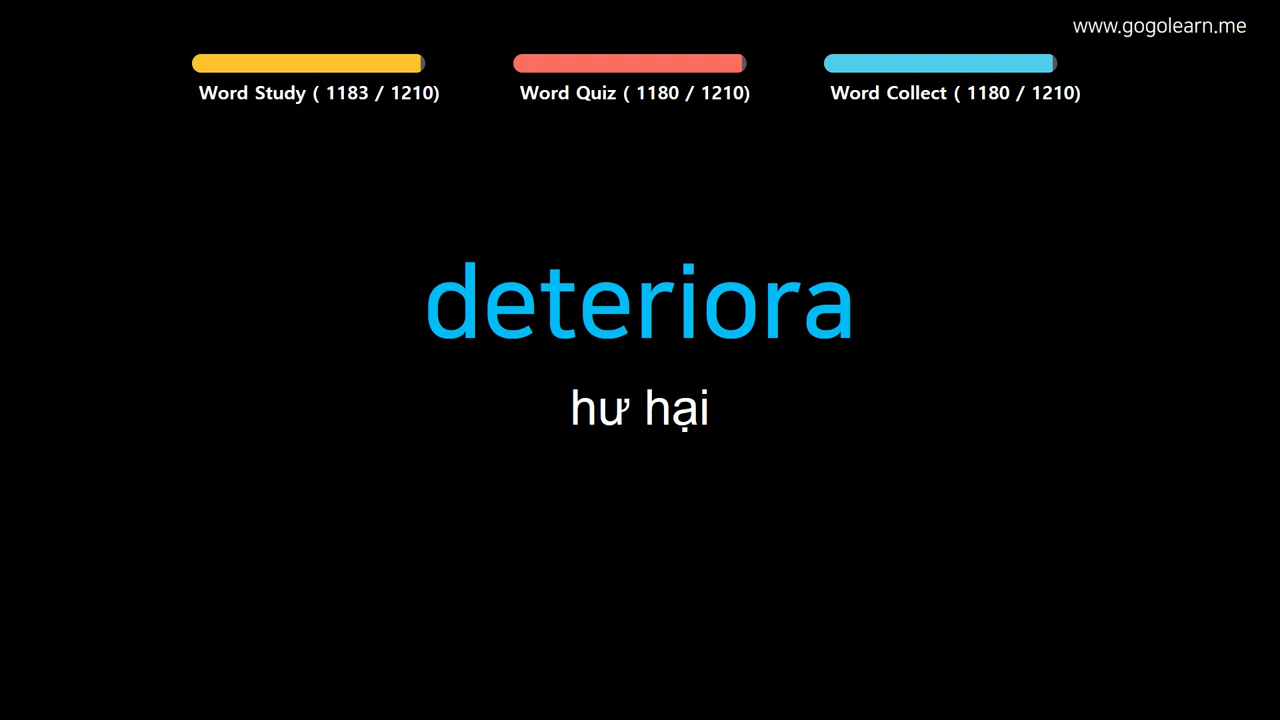 www.gogolearn.me
Word Study ( 1183 / 1210)
Word Quiz ( 1180 / 1210)
Word Collect ( 1180 / 1210)
deteriora
hư hại